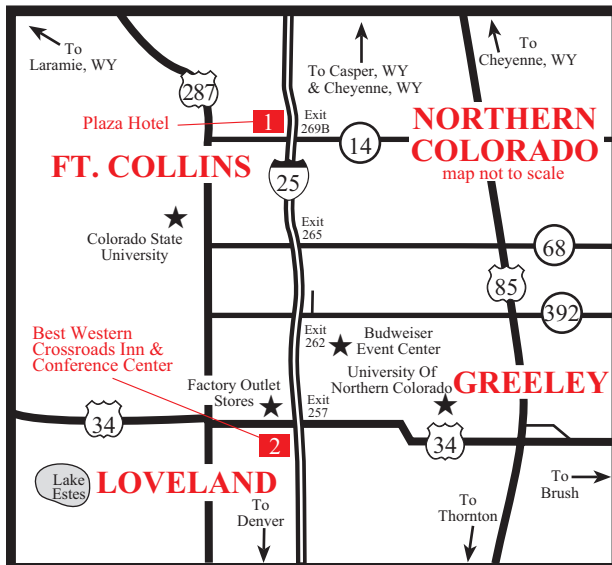 To
Laramie, WY
287
To Casper, WY
& Cheyenne, WY
To
Cheyenne, WY
Plaza Hotel
1
Exit
269B
14
NORTHERN
COLORADO
map not to scale
FT. COLLINS
25
Colorado State
University
Exit
265
68
85
392
Best Western
Crossroads Inn &
Conference Center
Exit
262
Budweiser
Event Center
University Of
Northern Colorado
GREELEY
Factory Outlet
Stores
Exit
257
34
2
34
Lake
Estes
LOVELAND
To
Denver
To
Thornton
To
Brush